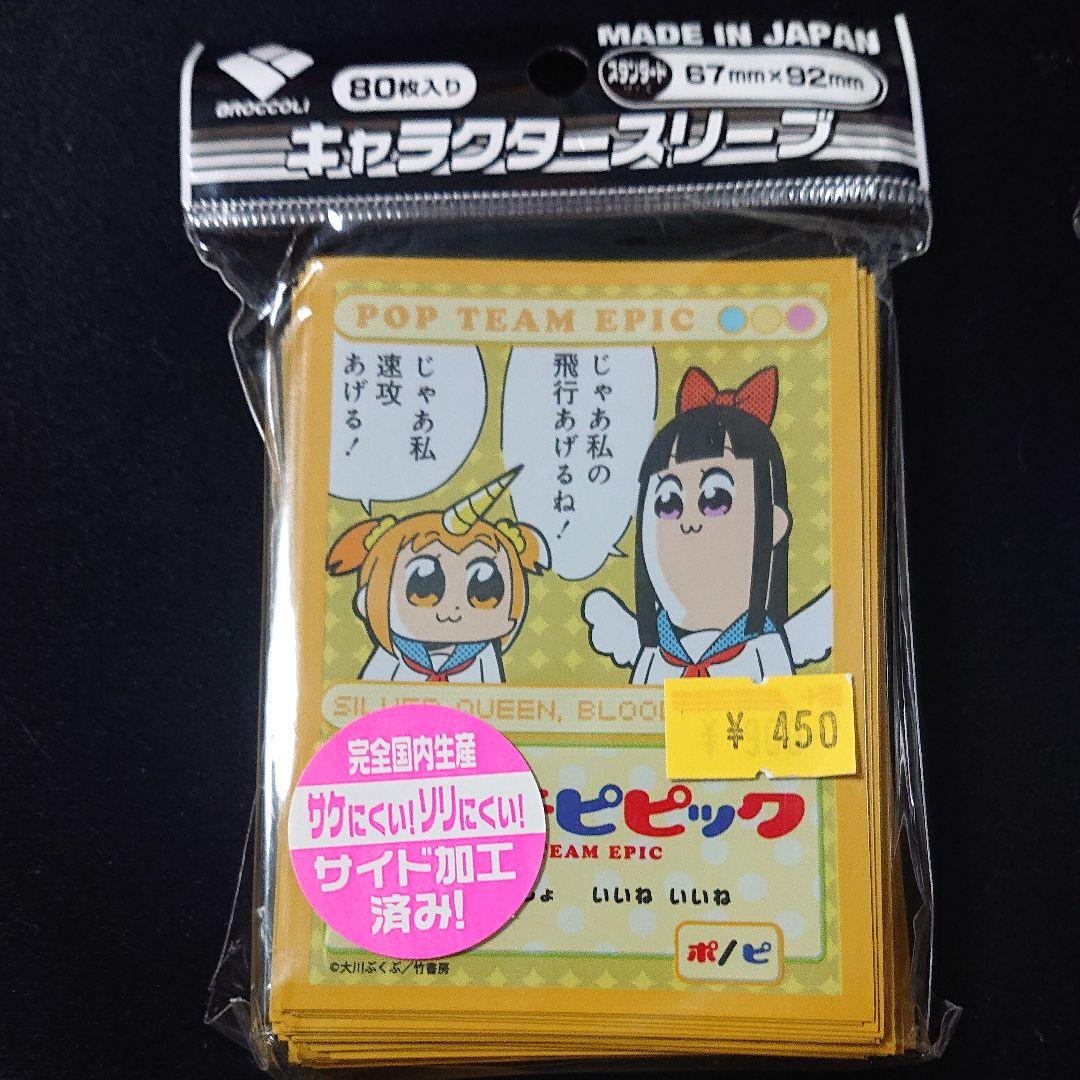 MADE IN JAPAN
BROCCOLI
80枚入り
スタンダード
67mm×92mm
キャラクタースリーブ
POP TEAM EPIC
じゃあ私の
飛行あげるね!
じゃあ私
速攻
あげる!
SILVER QUEEN, BLOOD
¥ 450
完全国内生産
サケにくい!ソリにくい!
サイド加工
済み!
ピピック
EAM EPIC
いいね いいね
ポ/ピ
©大川ぶくぶ/竹書房